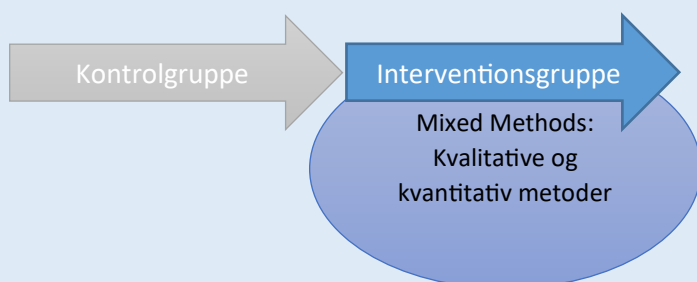 Kontrolgruppe
Interventionsgruppe
Mixed Methods:
Kvalitative og
kvantitativ metoder